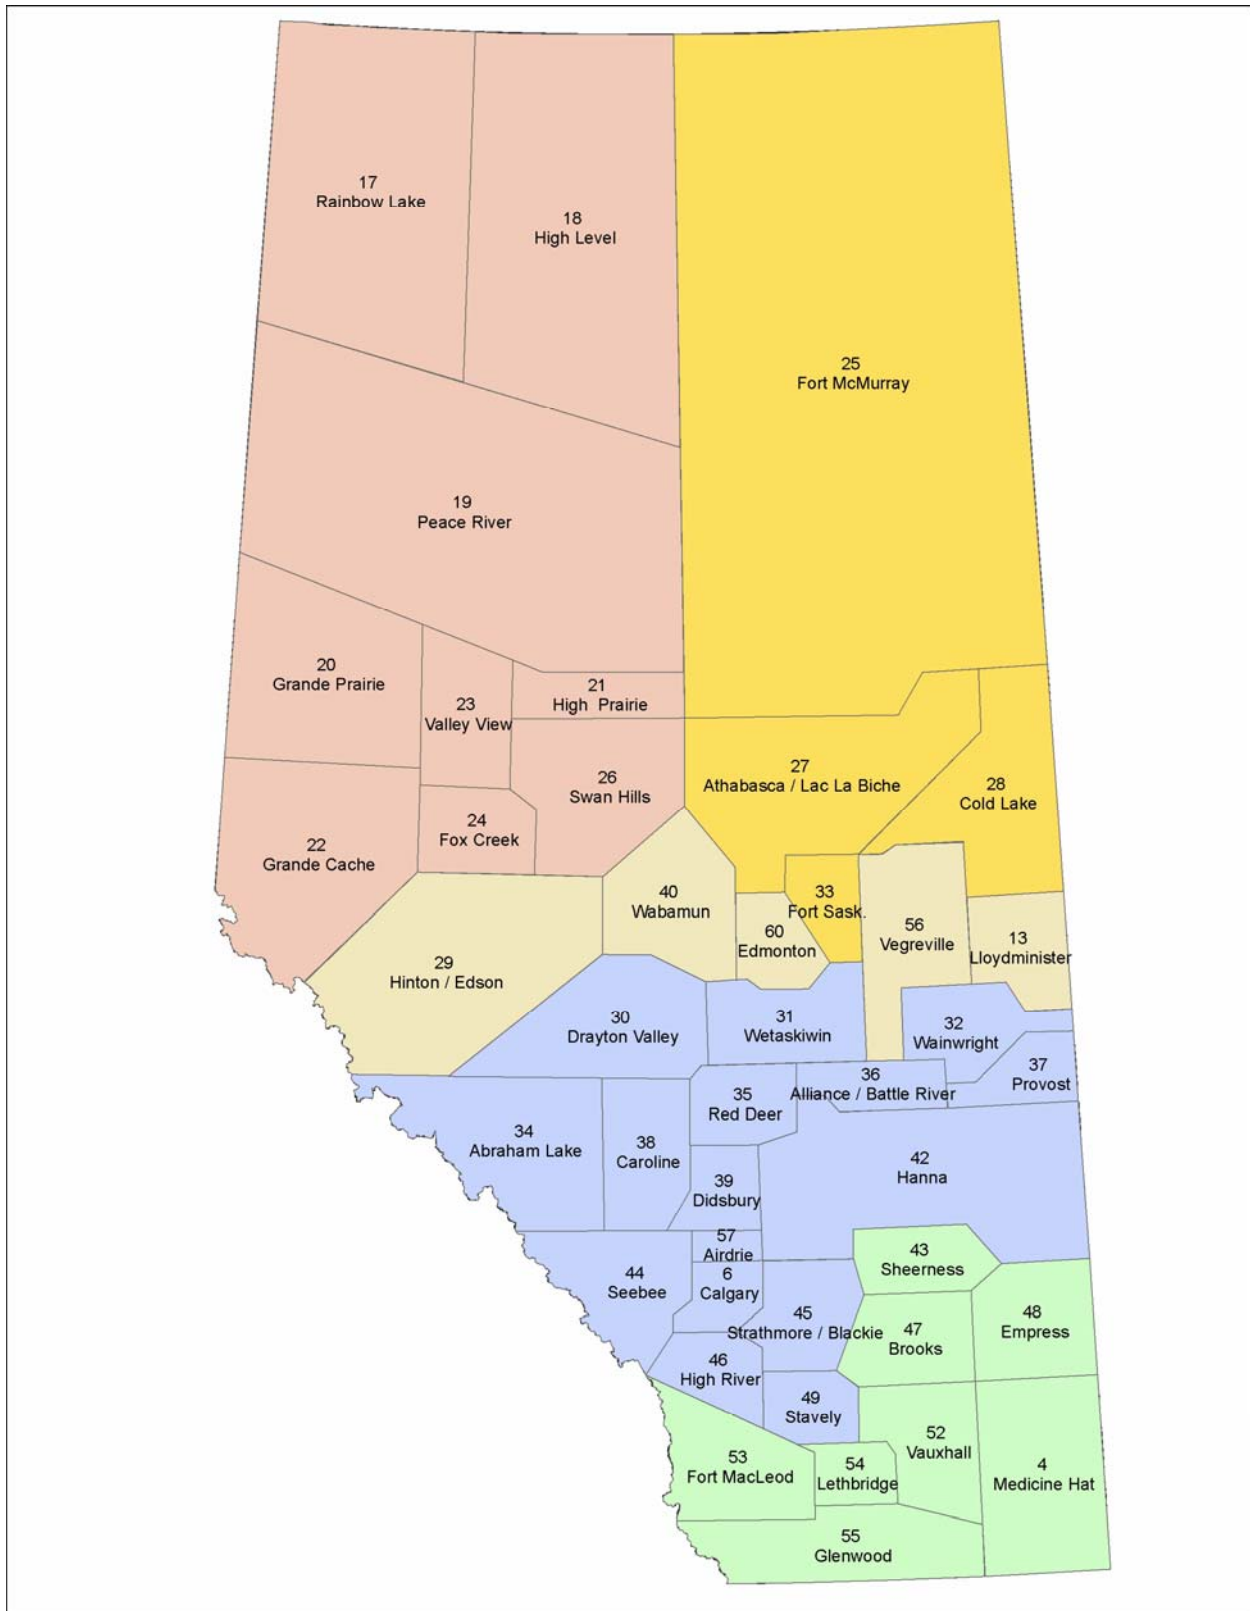 17
Rainbow Lake
18
High Level
25
Fort McMurray
19
Peace River
20
Grande Prairie
23
Valley View
21
High Prairie
26
Swan Hills
27
Athabasca / Lac La Biche
28
Cold Lake
24
Fox Creek
22
Grande Cache
40
Wabamun
33
Fort Sask.
60
Edmonton
56
Vegreville
13
Lloydminister
29
Hinton / Edson
30
Drayton Valley
31
Wetaskiwin
32
Wainwright
37
Provost
36
Alliance / Battle River
35
Red Deer
34
Abraham Lake
38
Caroline
42
Hanna
39
Didsbury
57
Airdrie
43
Sheerness
44
Seebee
6
Calgary
45
Strathmore / Blackie
47
Brooks
48
Empress
46
High River
49
Stavely
52
Vauxhall
53
Fort MacLeod
54
Lethbridge
4
Medicine Hat
55
Glenwood